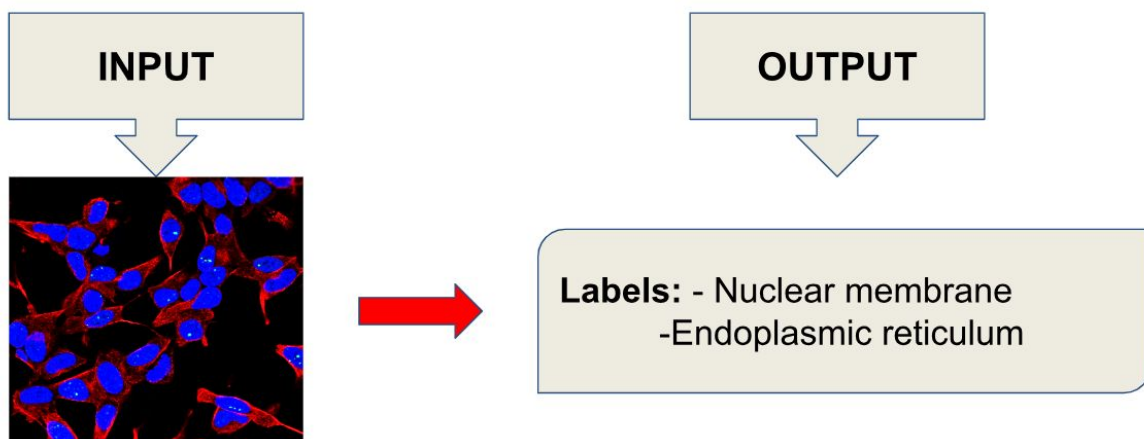 INPUT
OUTPUT
Labels: - Nuclear membrane
-Endoplasmic reticulum